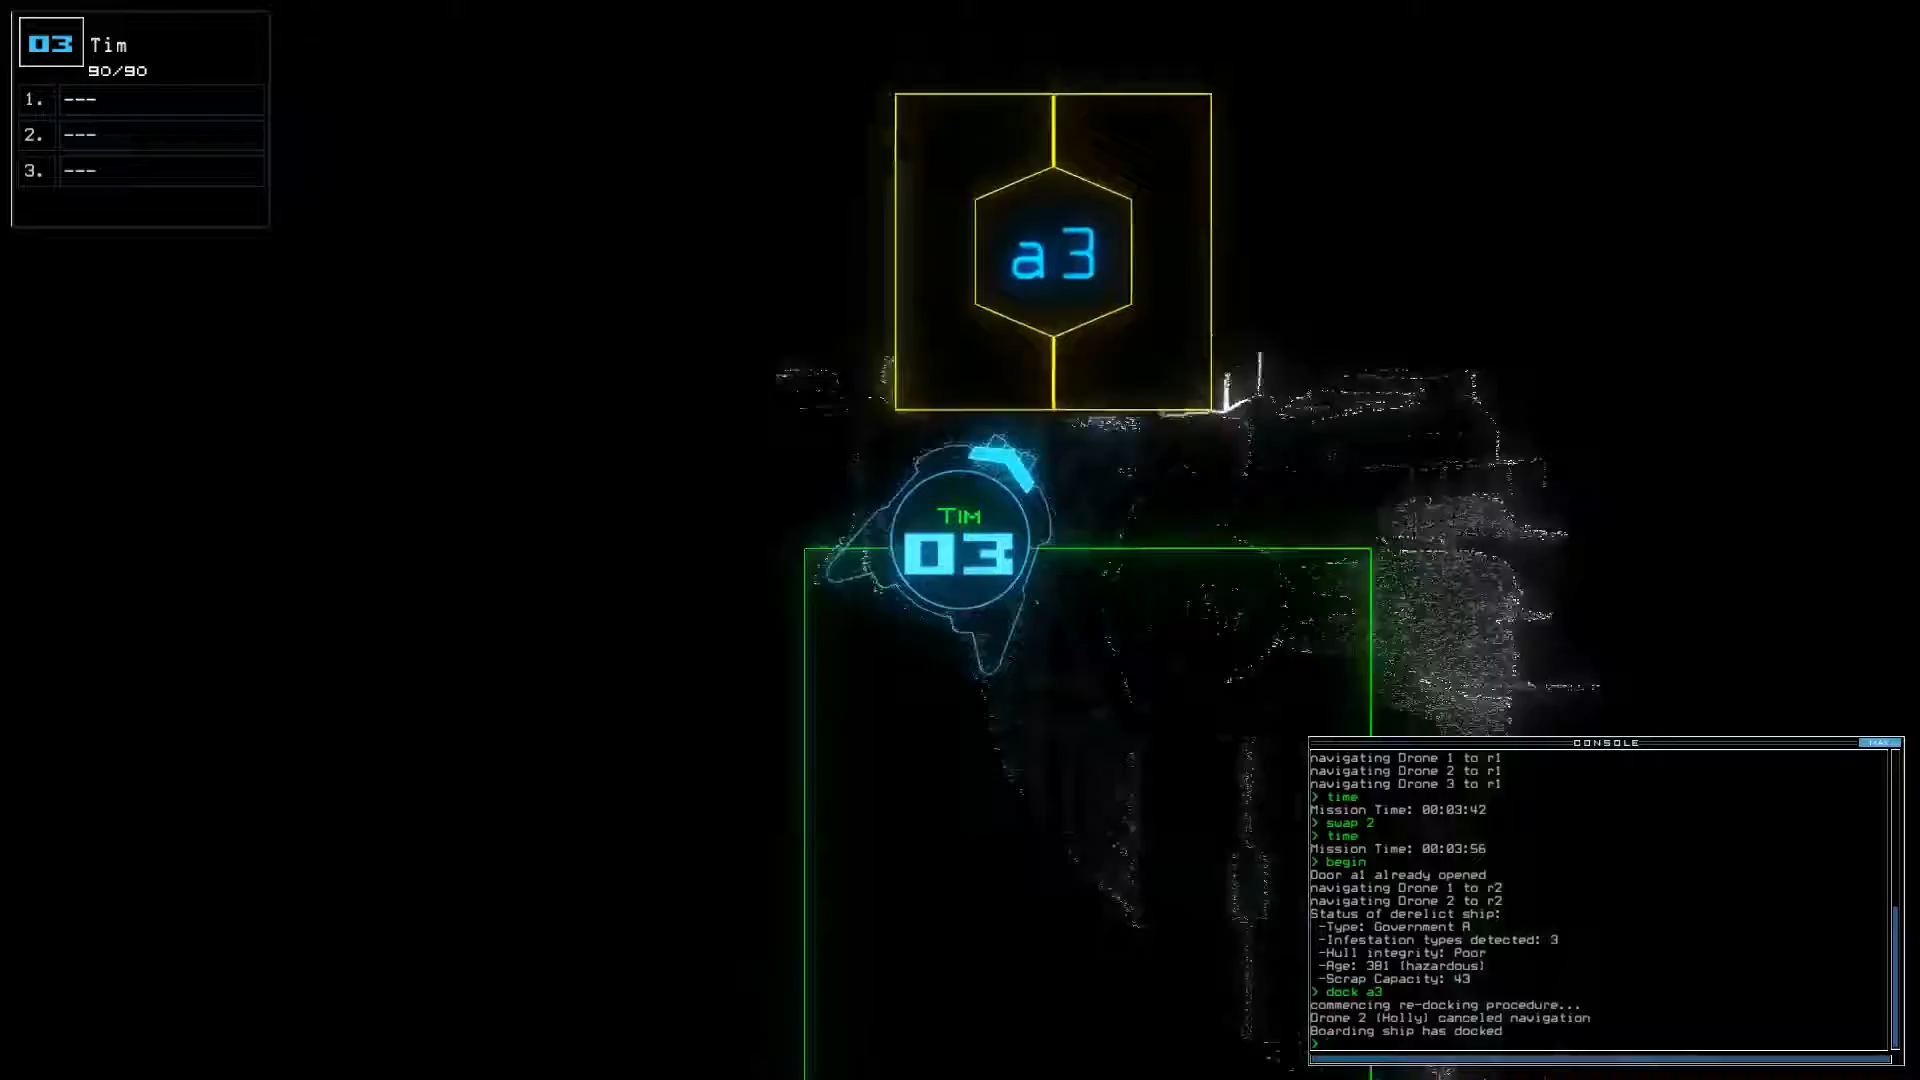 03 Tim
90/90
1. ---
2. ---
3. ---
a3
TIM
03
CONSOLE
navigating Drone 1 to r1
navigating Drone 2 to r1
navigating Drone 3 to r1
> time
Mission Time: 00:03:42
> swap 2
> time
Mission Time: 00:03:56
> begin
Door a1 already opened
navigating Drone 1 to r2
navigating Drone 2 to r2
Status of derelict ship:
-Type: Government A
-Infestation types detected: 3
-Hull integrity: Poor
-Age: 381 (hazardous)
-Scrap Capacity: 43
> dock a3
commencing re-docking procedure...
Drone 2 (Holly) canceled navigation
Boarding ship has docked
>